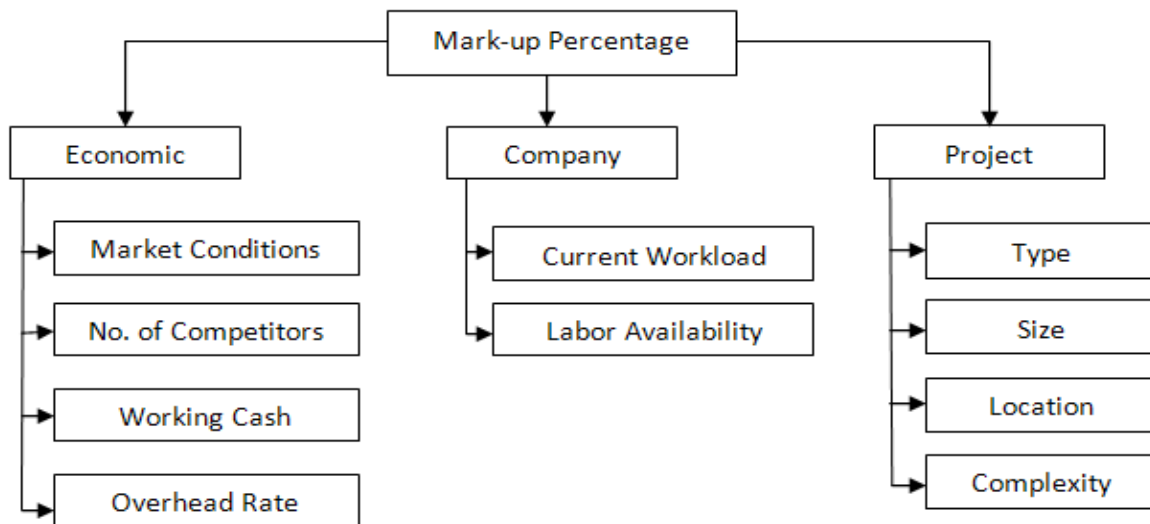 Mark-up Percentage
Economic
Market Conditions
No. of Competitors
Working Cash
Overhead Rate
Company
Current Workload
Labor Availability
Project
Type
Size
Location
Complexity